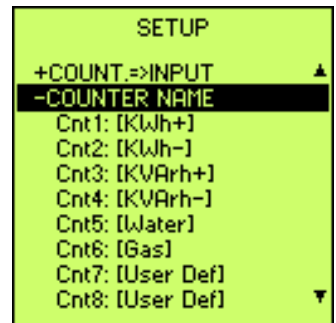 SETUP
+COUNT.=>INPUT
-COUNTER NAME
Cnt1: [KWh+]
Cnt2: [KWh-]
Cnt3: [KVArh+]
Cnt4: [KVArh-]
Cnt5: [Water]
Cnt6: [Gas]
Cnt7: [User Def]
Cnt8: [User Def]